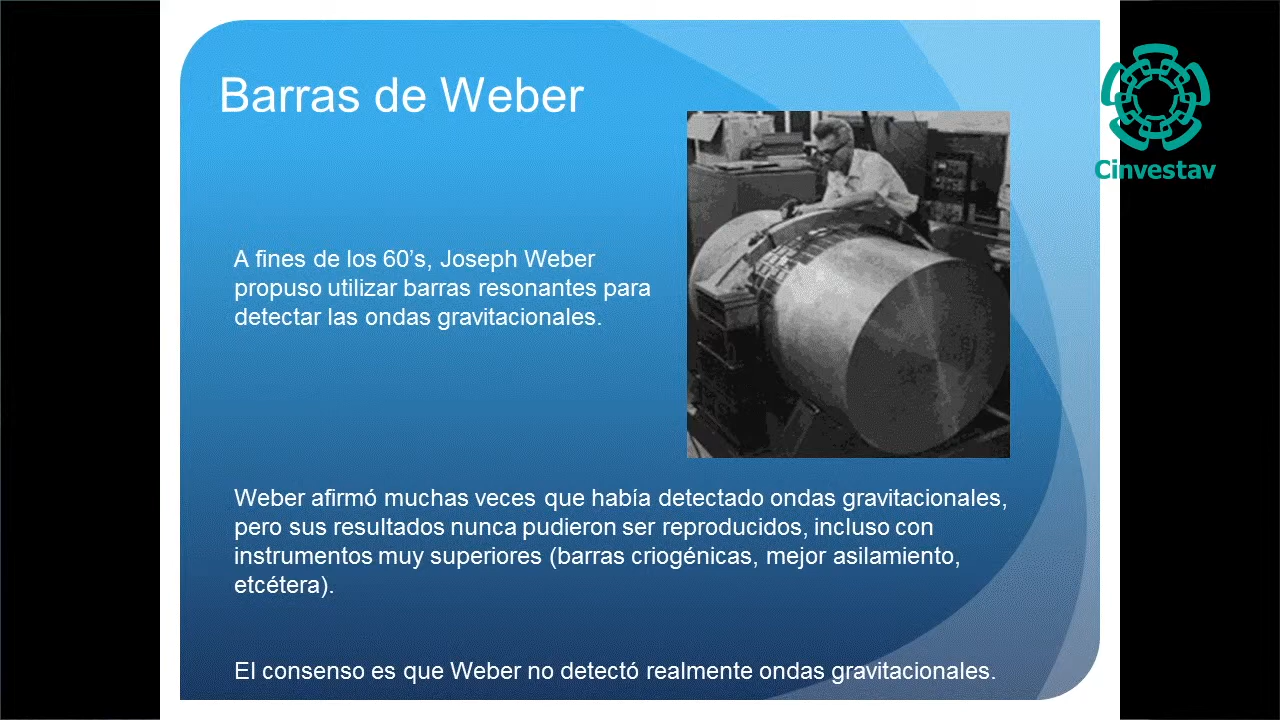 Barras de Weber
Cinvestav
A fines de los 60's, Joseph Weber
propuso utilizar barras resonantes para
detectar las ondas gravitacionales.
Weber afirmó muchas veces que había detectado ondas gravitacionales,
pero sus resultados nunca pudieron ser reproducidos, incluso con
instrumentos muy superiores (barras criogénicas, mejor asilamiento,
etcétera).
El consenso es que Weber no detectó realmente ondas gravitacionales.